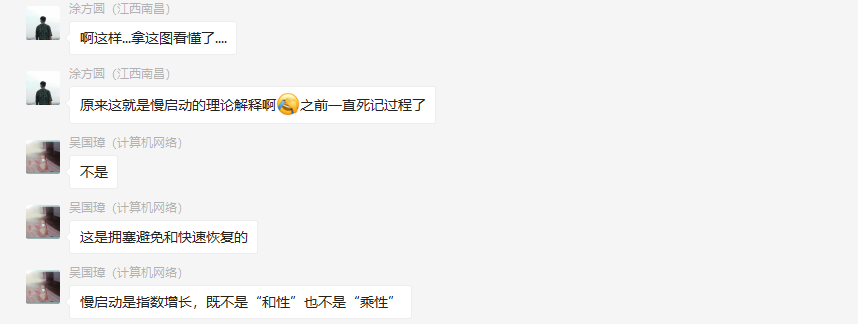 涂方圆（江西南昌）
啊这样...拿这图看懂了....
涂方圆（江西南昌）
原来这就是慢启动的理论解释啊之前一直死记过程了
吴国璋（计算机网络）
不是
吴国璋（计算机网络）
这是拥塞避免和快速恢复的
吴国璋（计算机网络）
慢启动是指数增长，既不是“和性”也不是“乘性”